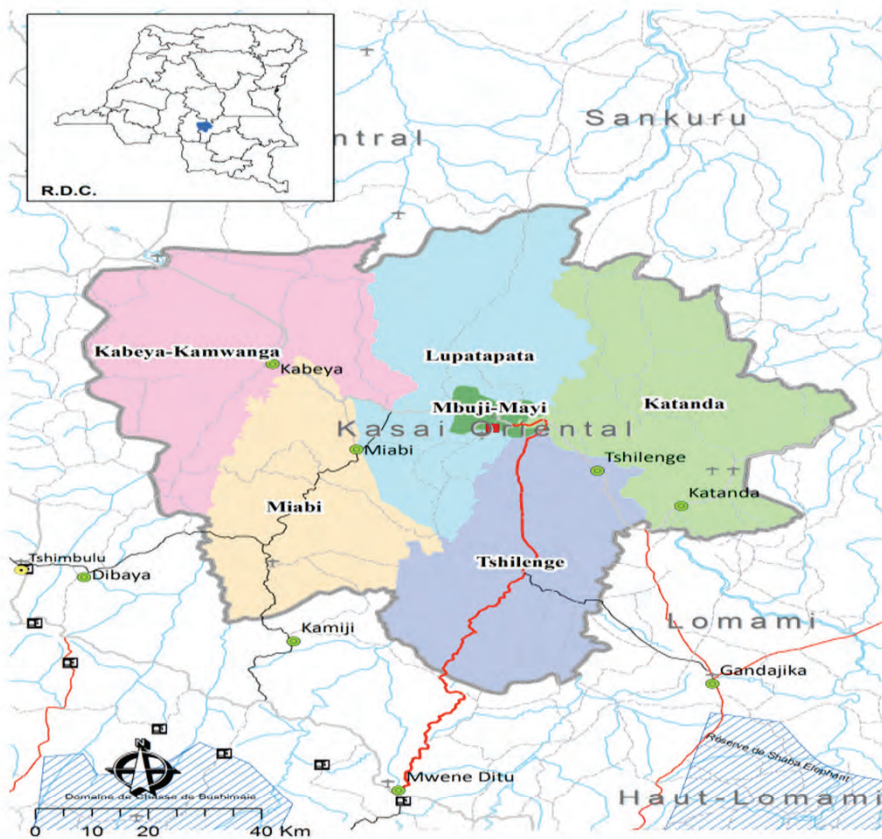 R.D.C.
ntral
Sankuru
Kabeya-Kamwanga
Kabeya
Lupatapata
Mbuji-Mayi
Katanda
Kasai Oriental
Miabi
Tshilenge
Katanda
Miabi
Tshilenge
Tshimbulu
Dibaya
Kamiji
Lomami
Gandajika
Réserve de Shaba Elephant
N
Mwene Ditu
Domaine de Chasse de Bushimaie
Haut-Lomami
0 10 20 40 Km